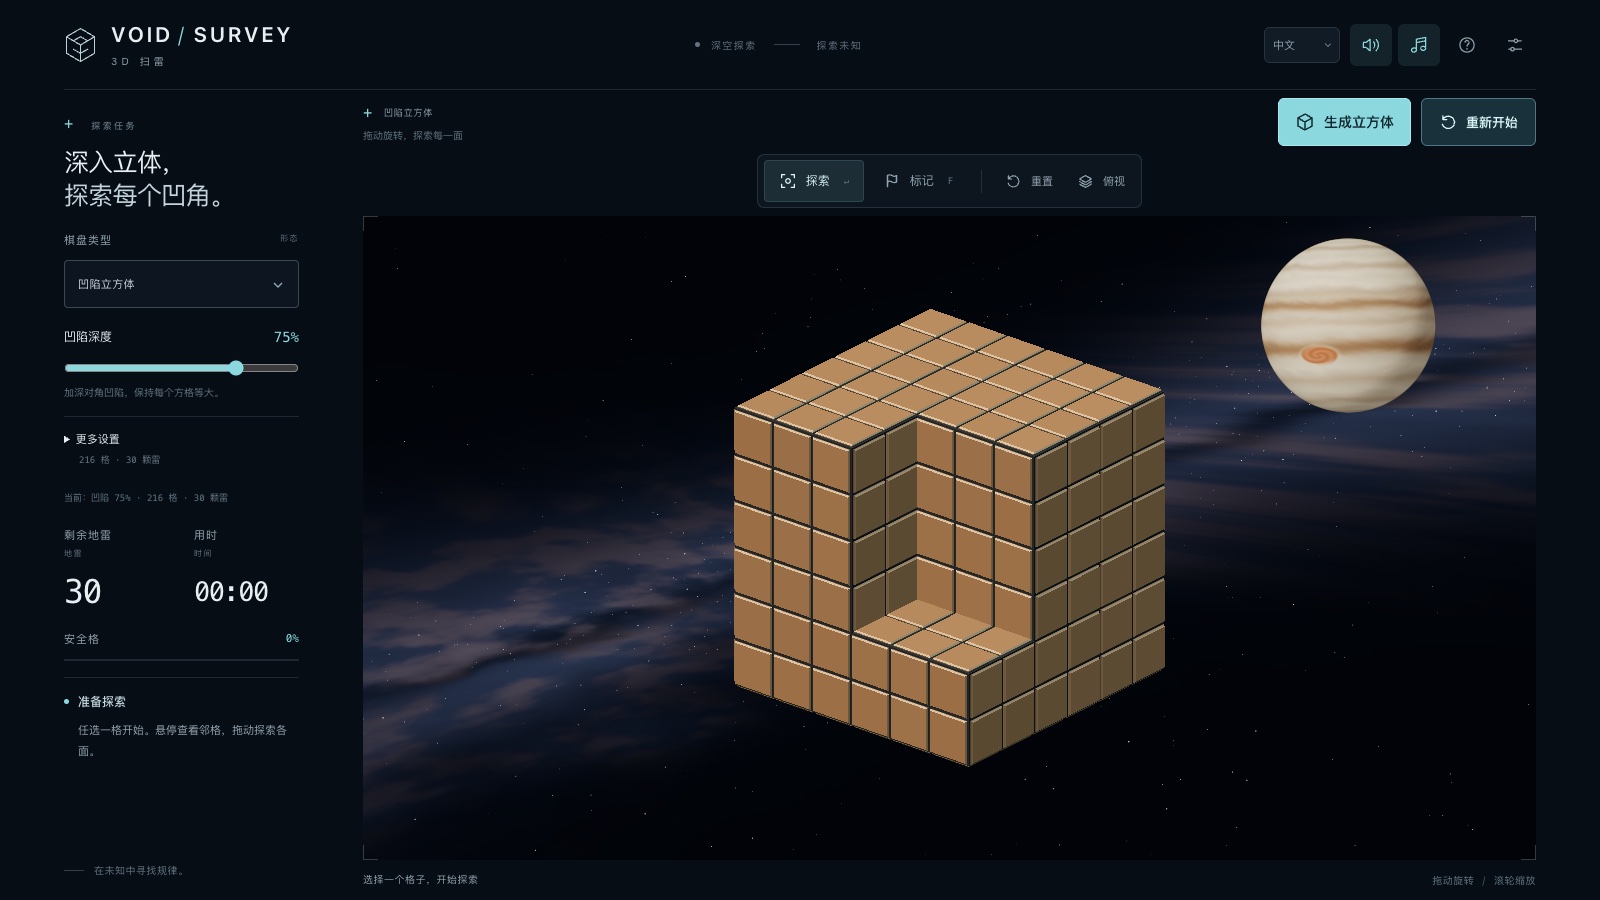 VOID / SURVEY
3D 扫雷
深空探索
探索未知
中文
探索任务
深入立体，
探索每个凹角。
棋盘类型
形态
凹陷立方体
凹陷深度
75%
加深对角凹陷，保持每个方格等大。
更多设置
216 格 · 30 颗雷
当前：凹陷 75% · 216 格 · 30 颗雷
剩余地雷
用时
地雷
时间
30
00:00
安全格
0%
准备探索
任选一格开始。悬停查看邻格，拖动探索各
面。
在未知中寻找规律。
凹陷立方体
拖动旋转，探索每一面
生成立方体
重新开始
探索 ↵
标记 F
重置
俯视
选择一个格子，开始探索
拖动旋转 / 滚轮缩放